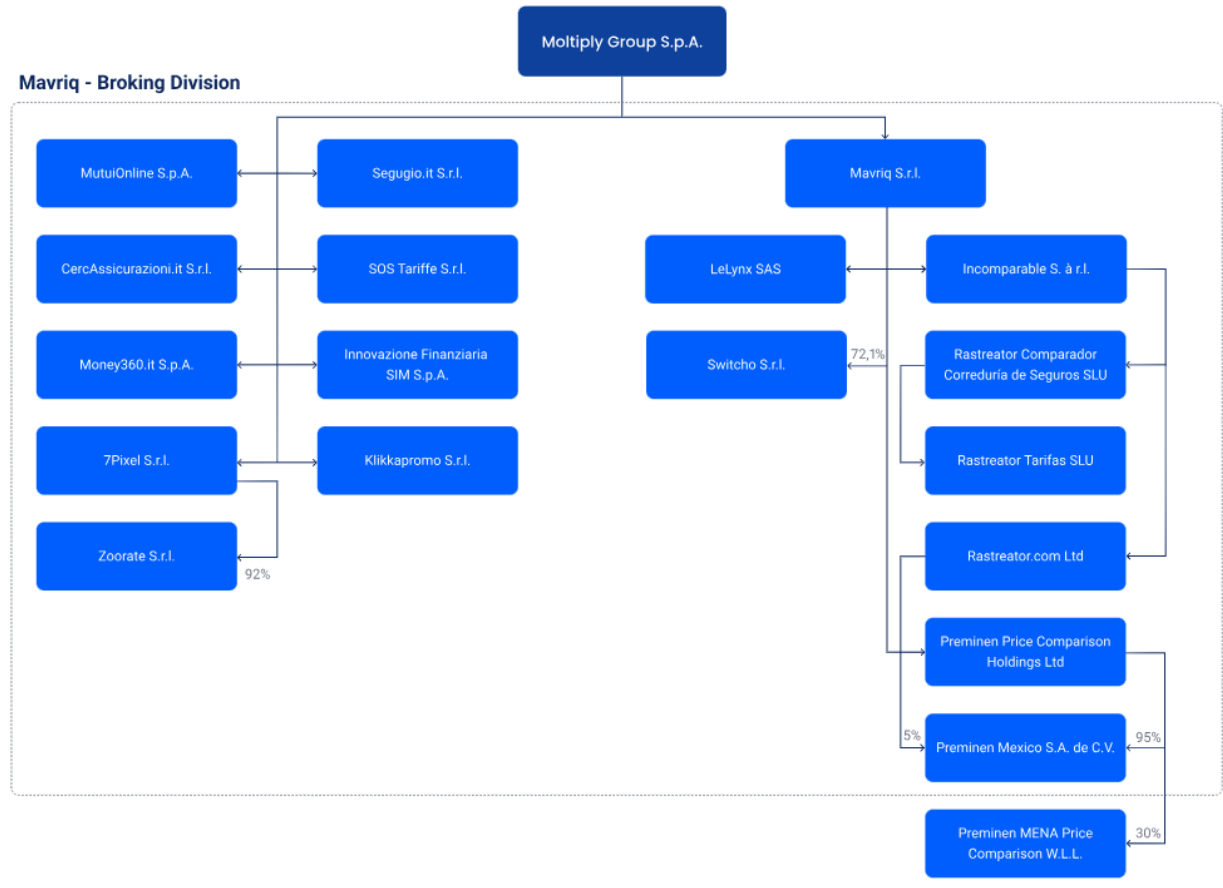 Moltiply Group S.p.A.
Mavriq - Broking Division
MutuiOnline S.p.A.
Segugio.it S.r.l.
Mavriq S.r.l.
CercAssicurazioni.it S.r.l.
SOS Tariffe S.r.l.
LeLynx SAS
Incomparable S. à r.l.
Money360.it S.p.A.
Innovazione Finanziaria
SIM S.p.A.
Switcho S.r.l.
72,1%
Rastreator Comparador
Correduría de Seguros SLU
7Pixel S.r.l.
Klikkapromo S.r.l.
Rastreator Tarifas SLU
Zoorate S.r.l.
92%
Rastreator.com Ltd
Preminen Price Comparison
Holdings Ltd
5%
Preminen Mexico S.A. de C.V.
95%
Preminen MENA Price
Comparison W.L.L.
30%